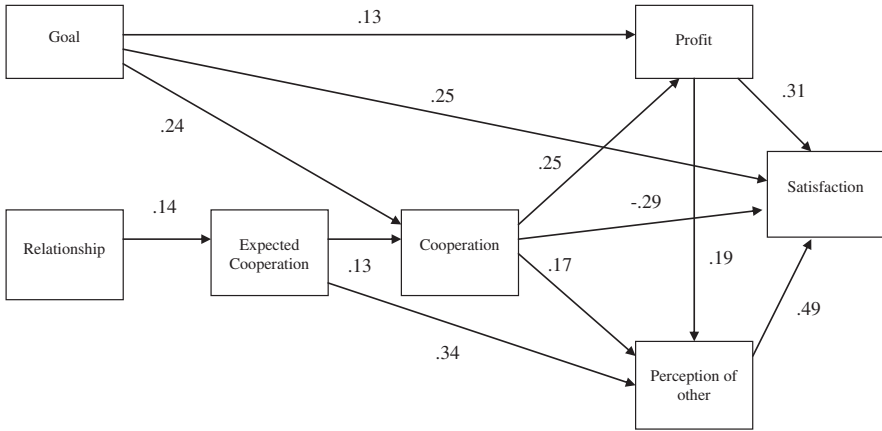 .13
Goal
Profit
.25
.31
.24
.25
Satisfaction
.14
-.29
Relationship
Expected
Cooperation
Cooperation
.13
.17
.19
.49
.34
Perception of
other